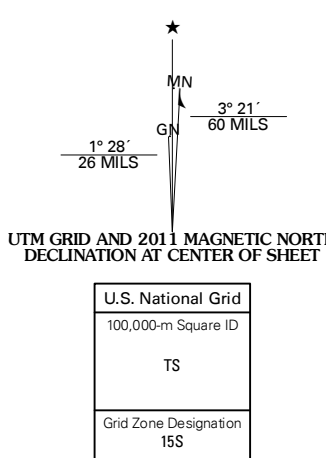 ★
MN
3° 21´
60 MILS
GN
1° 28´
26 MILS
UTM GRID AND 2011 MAGNETIC NORTH
DECLINATION AT CENTER OF SHEET
U.S. National Grid
100,000-m Square ID
TS
Grid Zone Designation
15S